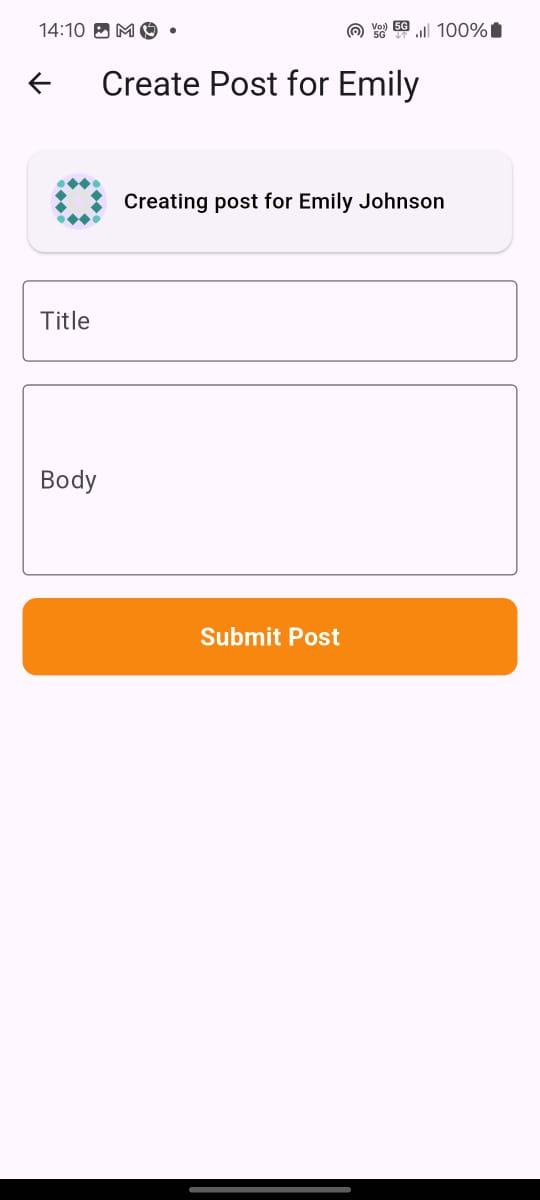 14:10 100%
Vo)) 5G 5G
Create Post for Emily
Creating post for Emily Johnson
Title
Body
Submit Post